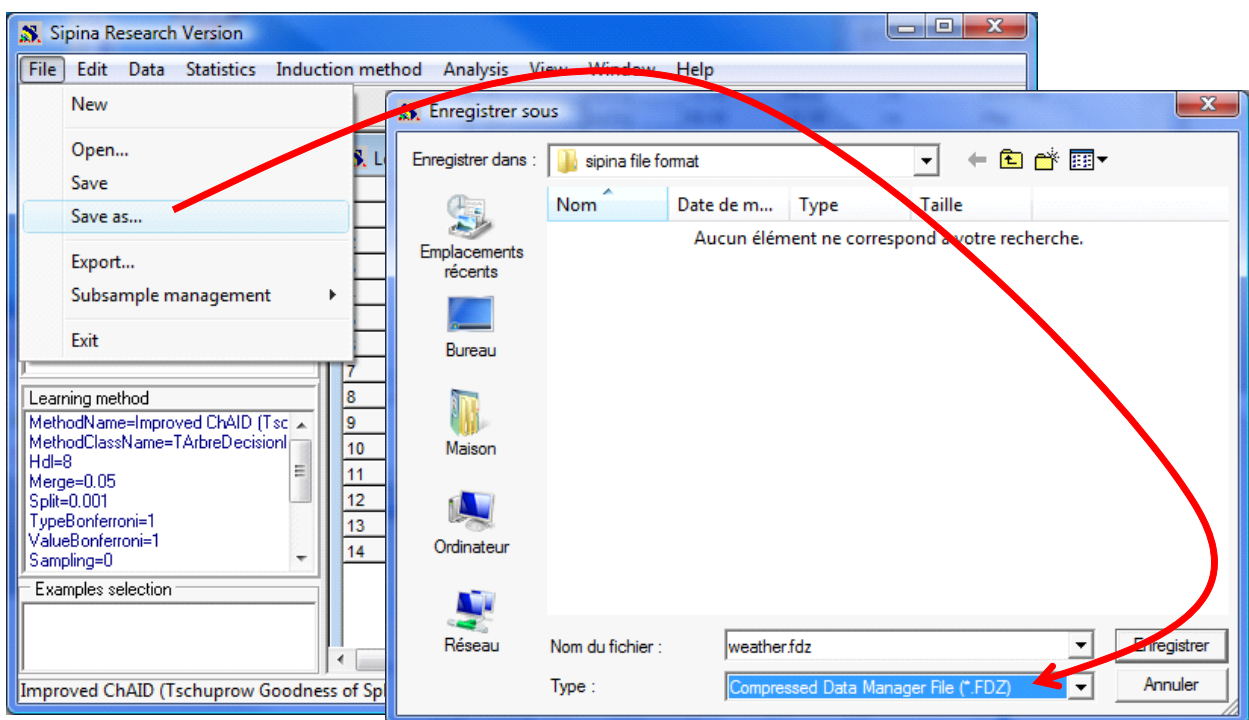 Sipina Research Version
File Edit Data Statistics Induction method Analysis View Window Help
New
Open...
Save
Save as...
Export...
Subsample management
Exit
7
8
9
10
11
12
13
14
Learning method
MethodName=Improved ChAID (Tsc
MethodClassName=TArbreDecisionI
Hdl=8
Merge=0.05
Split=0.001
TypeBonferroni=1
ValueBonferroni=1
Sampling=0
Examples selection
Improved ChAID (Tschuprow Goodness of Spl
Enregistrer sous
Enregistrer dans : sipina file format
Nom Date de m... Type Taille
Aucun élément ne correspond à votre recherche.
Emplacements
récents
Bureau
Maison
Ordinateur
Réseau
Nom du fichier : weather.fdz Enregistrer
Type : Compressed Data Manager File (*.FDZ) Annuler